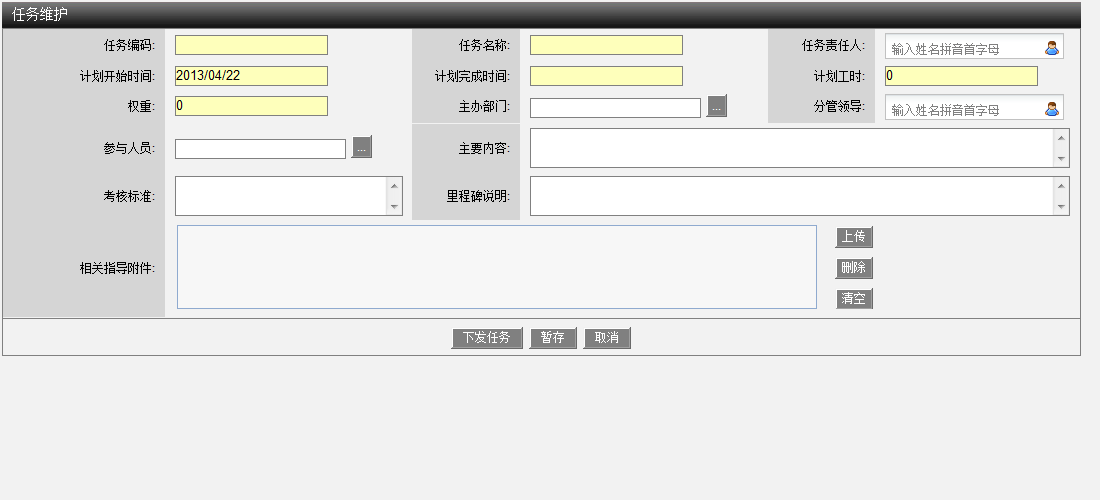 任务维护
任务编码: 任务名称: 任务责任人: 输入姓名拼音首字母
计划开始时间: 2013/04/22 计划完成时间: 计划工时: 0
权重: 0 主办部门: ... 分管领导: 输入姓名拼音首字母
参与人员: ... 主要内容:
考核标准: 里程碑说明:
上传
相关指导附件: 删除
清空
下发任务 暂存 取消